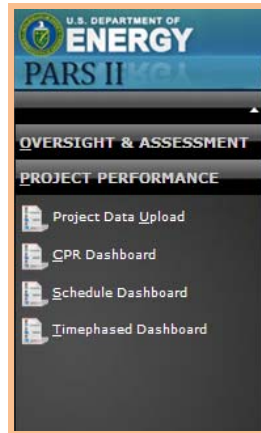 U.S. DEPARTMENT OF
ENERGY
PARS II
OVERSIGHT & ASSESSMENT
PROJECT PERFORMANCE
Project Data Upload
CPR Dashboard
Schedule Dashboard
Timephased Dashboard